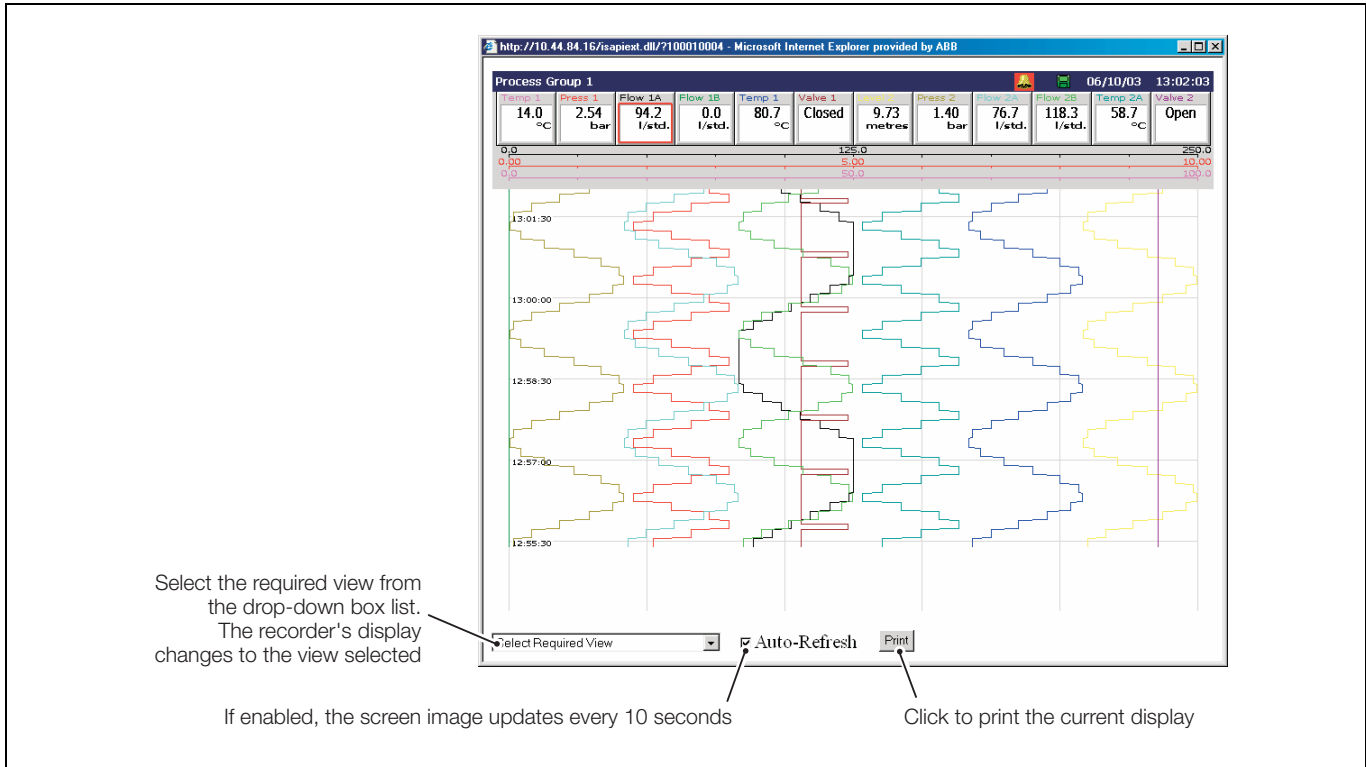 http://10.44.84.16/isapiext.dll/?100010004 - Microsoft Internet Explorer provided by ABB
Process Group 1 06/10/03 13:02:03
Temp 1 Press 1 Flow 1A Flow 1B Temp 1 Valve 1 Press 2 Flow 2A Flow 2B Temp 2A Valve 2
14.0 2.54 94.2 0.0 80.7 Closed 9.73 1.40 76.7 118.3 58.7 Open
°C bar l/std. l/std. °C metres bar l/std. l/std. °C
0.0 125.0 250.0
0.00 5.00 10.00
0.0 50.0 100.0
13:01:30
13:00:00
12:58:30
12:57:00
12:55:30
Select the required view from
the drop-down box list.
The recorder's display
changes to the view selected
Select Required View Auto-Refresh Print
If enabled, the screen image updates every 10 seconds
Click to print the current display